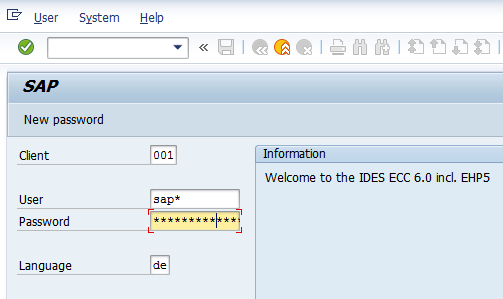 User System Help
SAP
New password
Client 001
Information
Welcome to the IDES ECC 6.0 incl. EHP5
User sap*
Password **************
Language de